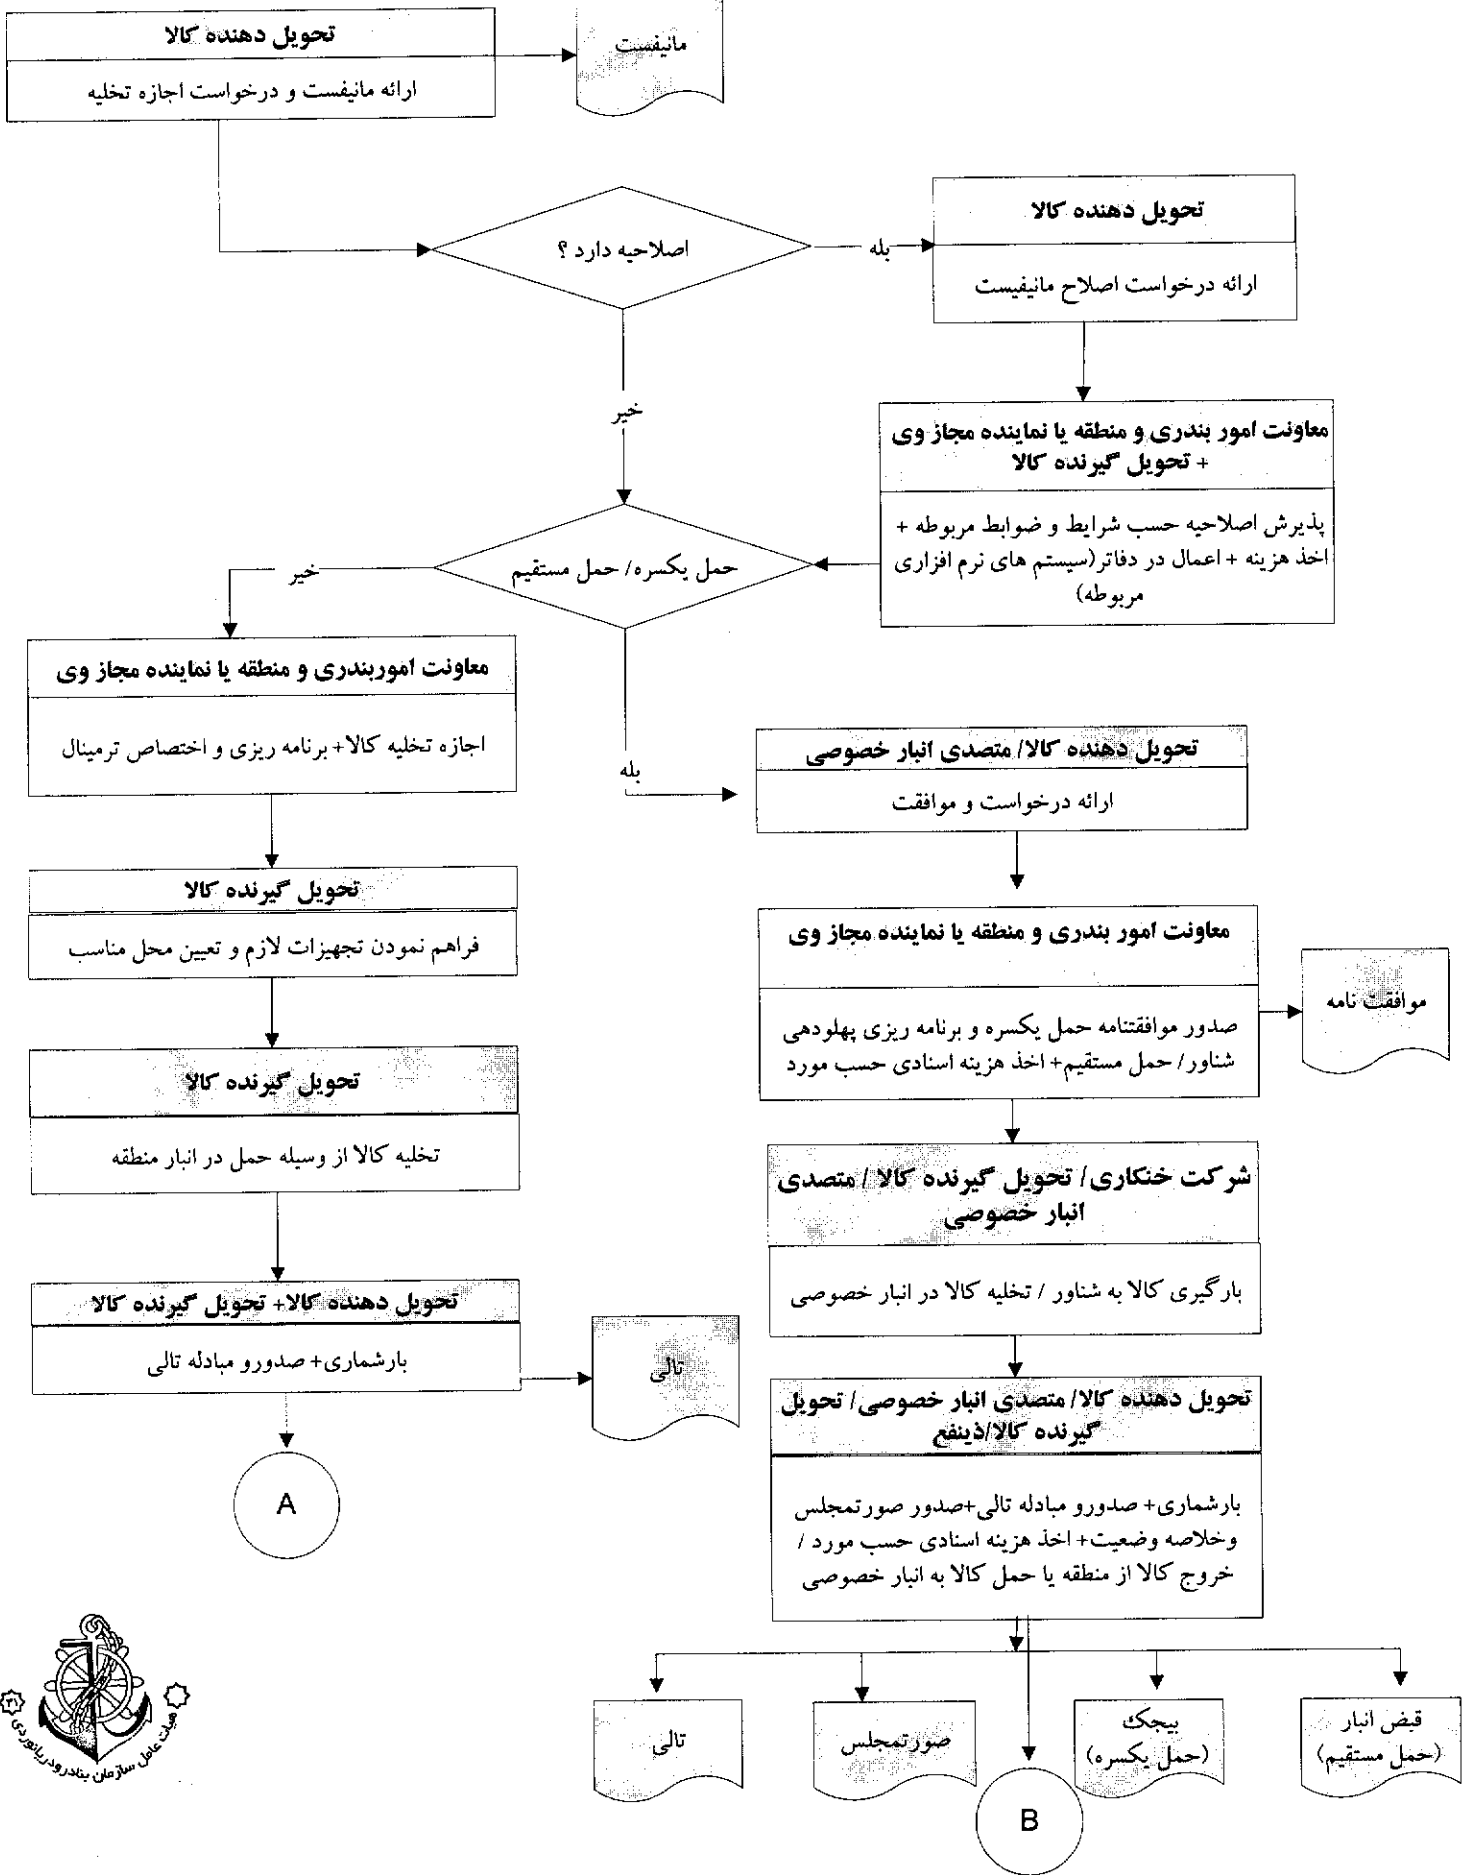 تحویل دهنده کالا
ارائه مانیفست و درخواست اجازه تخلیه
مانیفست
اصلاحیه دارد ؟
بله
تحویل دهنده کالا
ارائه درخواست اصلاح مانیفیست
خیر
معاونت امور بندری و منطقه یا نماینده مجاز وی
+ تحویل گیرنده کالا
پذیرش اصلاحیه حسب شرایط و ضوابط مربوطه +
اخذ هزینه + اعمال در دفاتر(سیستم های نرم افزاری
مربوطه)
حمل یکسره/ حمل مستقیم
خیر
معاونت اموربندری و منطقه یا نماینده مجاز وی
اجازه تخلیه کالا+ برنامه ریزی و اختصاص ترمینال
بله
تحویل دهنده کالا/ متصدی انبار خصوصی
ارائه درخواست و موافقت
تحویل گیرنده کالا
فراهم نمودن تجهیزات لازم و تعیین محل مناسب
معاونت امور بندری و منطقه یا نماینده مجاز وی
صدور موافقتنامه حمل یکسره و برنامه ریزی پهلودهی
شناور/ حمل مستقیم+ اخذ هزینه اسنادی حسب مورد
موافقت نامه
تحویل گیرنده کالا
تخلیه کالا از وسیله حمل در انبار منطقه
شرکت خنکاری/ تحویل گیرنده کالا / متصدی
انبار خصوصی
بارگیری کالا به شناور / تخلیه کالا در انبار خصوصی
تحویل دهنده کالا+ تحویل گیرنده کالا
بارشماری+ صدورو مبادله تالی
تالی
A
تحویل دهنده کالا/ متصدی انبار خصوصی/ تحویل
گیرنده کالا/ذینفع
بارشماری+ صدورو مبادله تالی+صدور صورتمجلس
وخلاصه وضعیت+ اخذ هزینه اسنادی حسب مورد /
خروج کالا از منطقه یا حمل کالا به انبار خصوصی
قبض انبار
(حمل مستقیم)
بیجک
(حمل یکسره)
صورتمجلس
تالی
B
هیات عامل سازمان بنادرودریانوردی